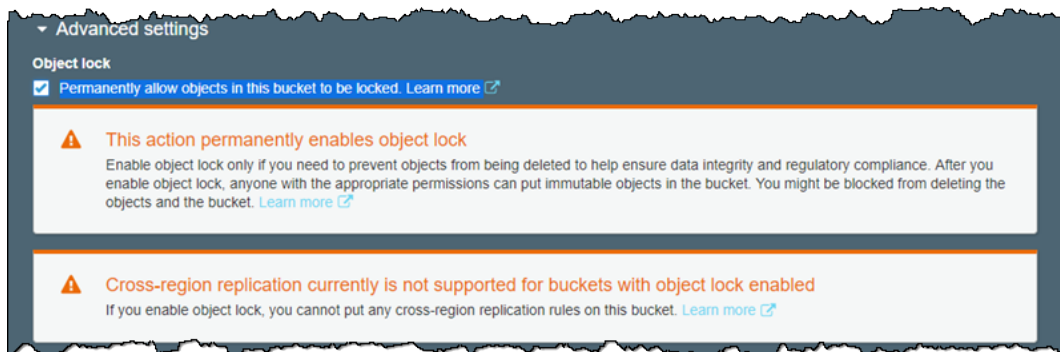 Advanced settings
Object lock
Permanently allow objects in this bucket to be locked. Learn more
This action permanently enables object lock
Enable object lock only if you need to prevent objects from being deleted to help ensure data integrity and regulatory compliance. After you
enable object lock, anyone with the appropriate permissions can put immutable objects in the bucket. You might be blocked from deleting the
objects and the bucket. Learn more
Cross-region replication currently is not supported for buckets with object lock enabled
If you enable object lock, you cannot put any cross-region replication rules on this bucket. Learn more